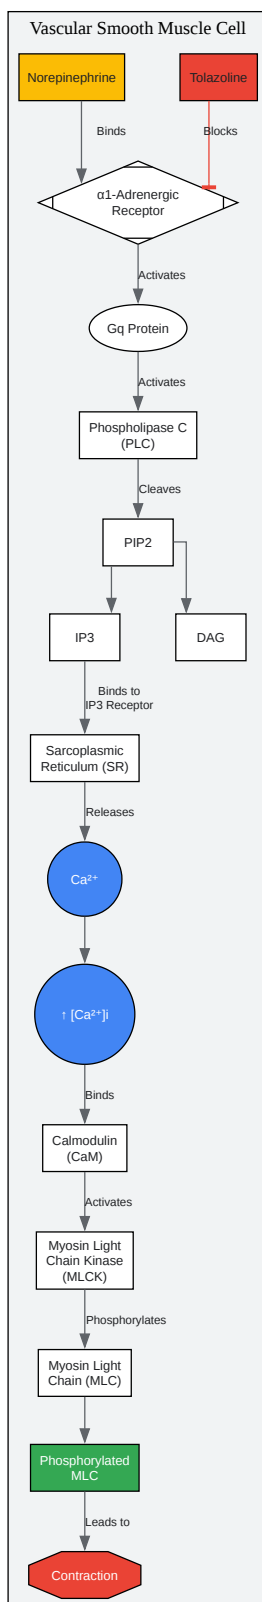 Vascular Smooth Muscle Cell
Norepinephrine
Tolazoline
Binds
Blocks
α1-Adrenergic
Receptor
Activates
Gq Protein
Activates
Phospholipase C
(PLC)
Cleaves
PIP2
IP3
DAG
Binds to
IP3 Receptor
Sarcoplasmic
Reticulum (SR)
Releases
Ca²⁺
↑ [Ca²⁺]i
Binds
Calmodulin
(CaM)
Activates
Myosin Light
Chain Kinase
(MLCK)
Phosphorylates
Myosin Light
Chain (MLC)
Phosphorylated
MLC
Leads to
Contraction